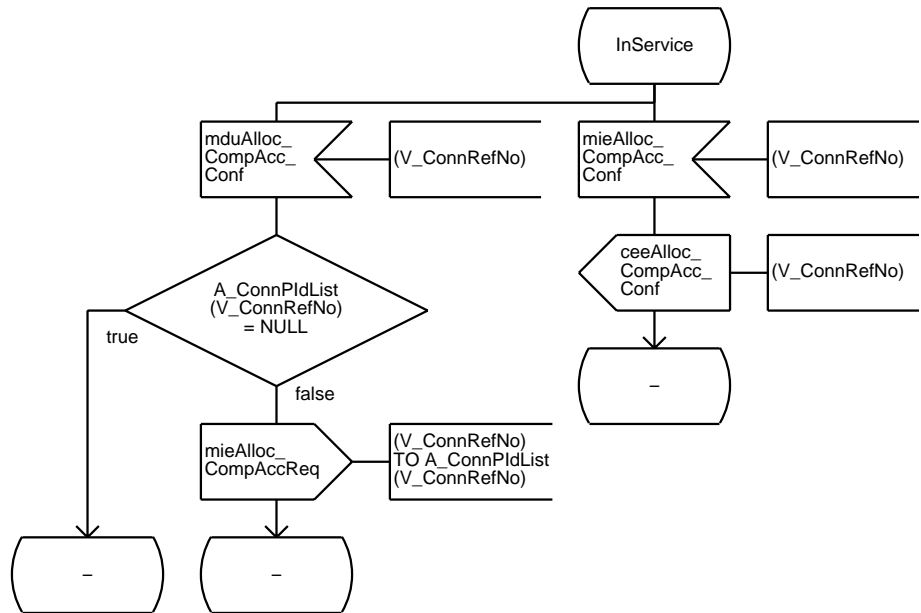 InService
mduAlloc_
CompAcc_
Conf
(V_ConnRefNo)
mieAlloc_
CompAcc_
Conf
(V_ConnRefNo)
ceeAlloc_
CompAcc_
Conf
(V_ConnRefNo)
A_ConnPIdList
(V_ConnRefNo)
= NULL
true
false
–
mieAlloc_
CompAccReq
(V_ConnRefNo)
TO A_ConnPIdList
(V_ConnRefNo)
–
–